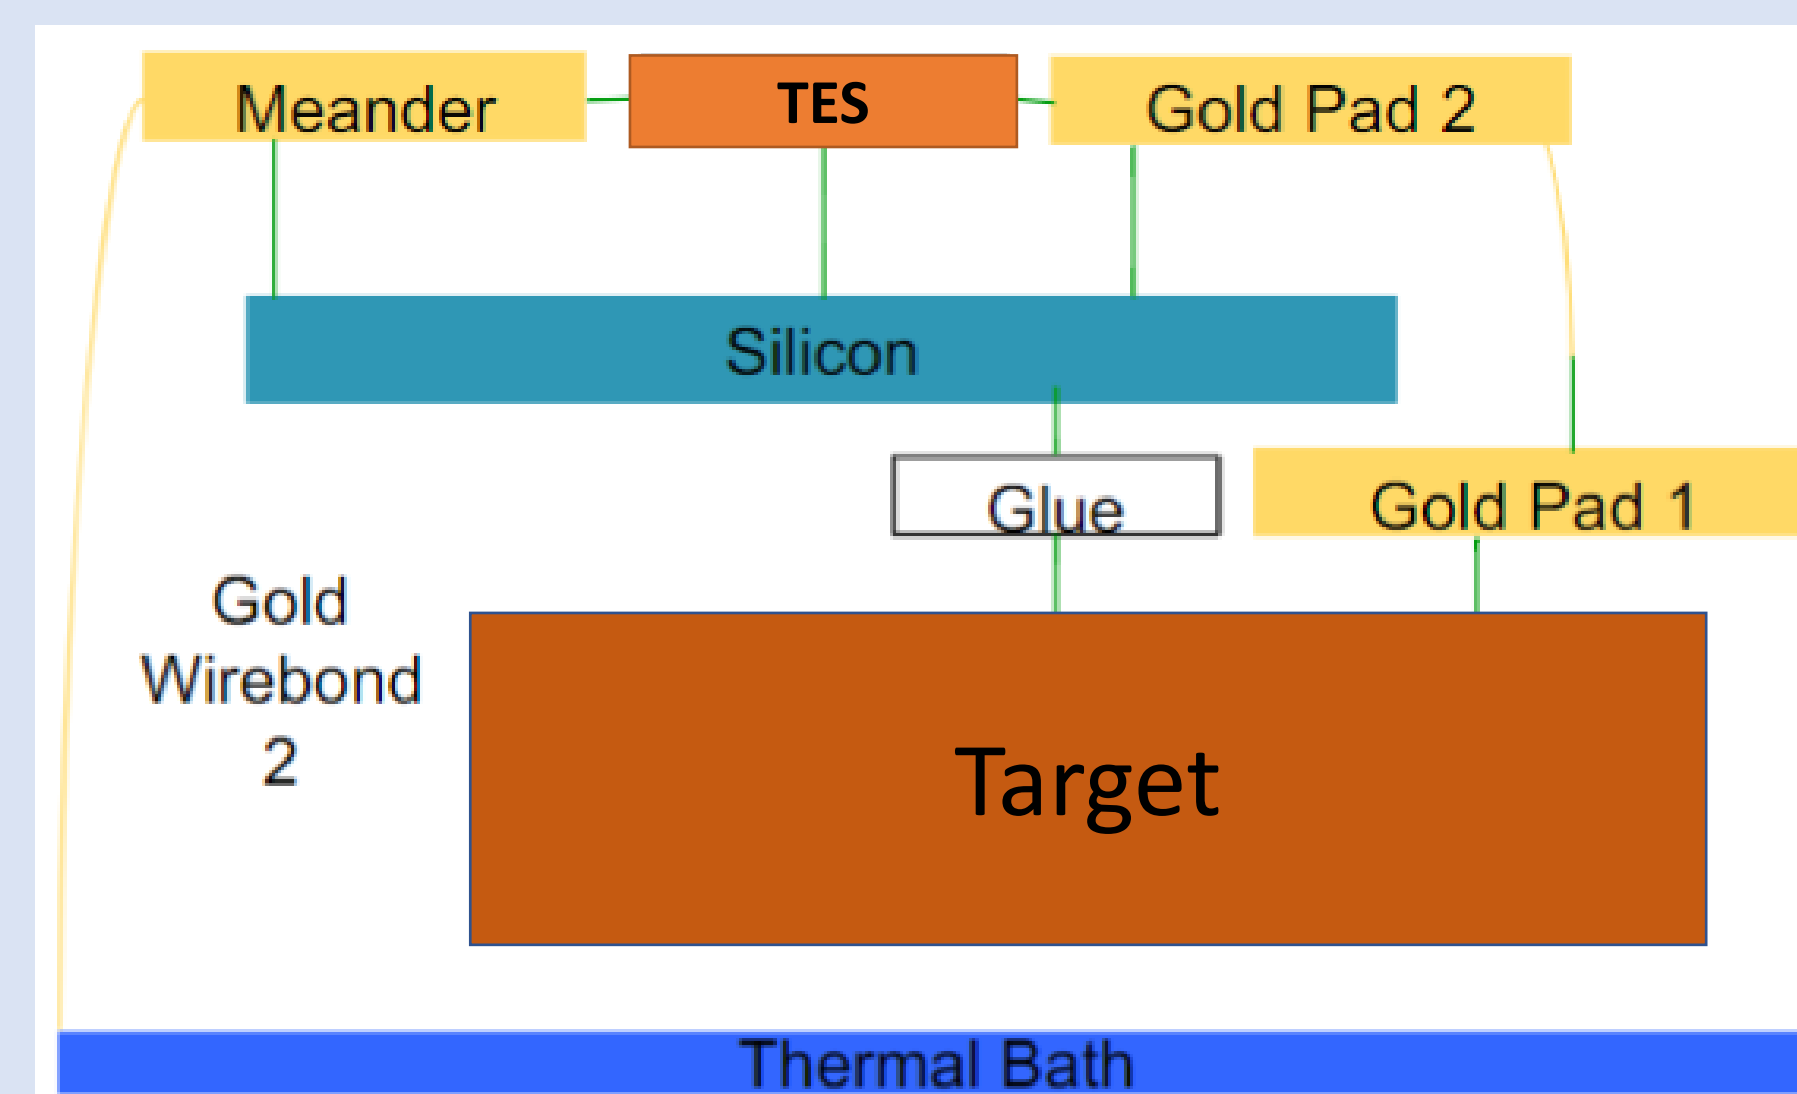 Meander
TES
Gold Pad 2
Silicon
Glue
Gold Pad 1
Gold
Wirebond
2
Target
Thermal Bath